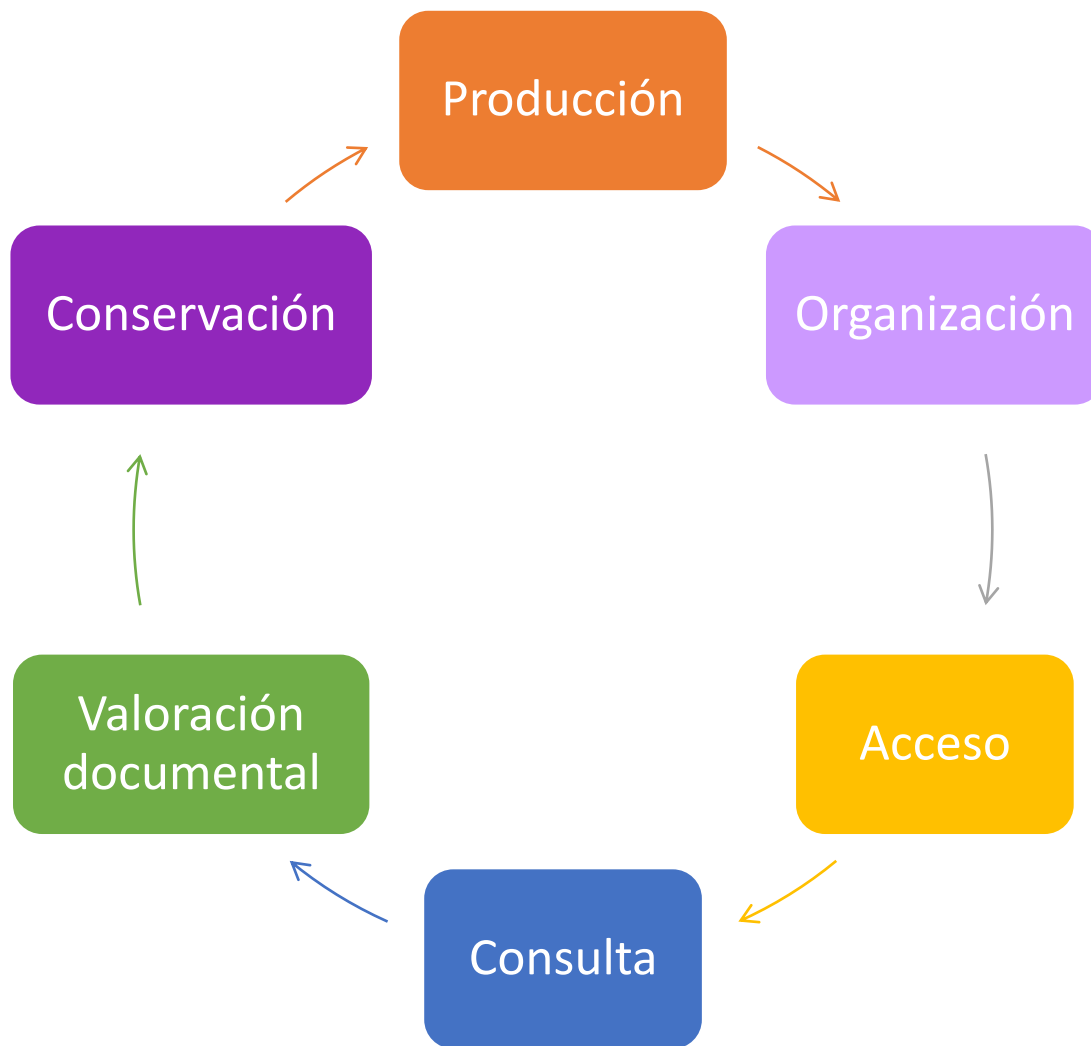 Producción
Organización
Acceso
Consulta
Valoración
documental
Conservación